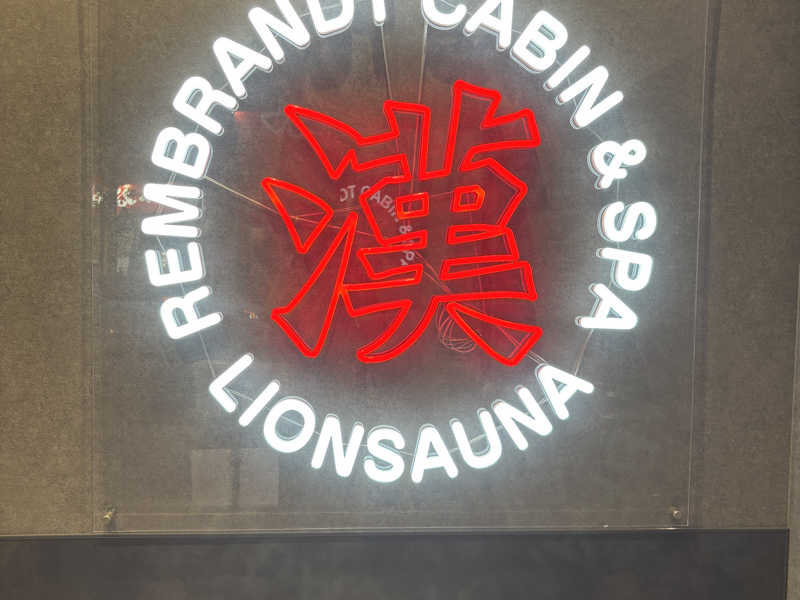 REMBRANDT CABIN & SPA
漢
LIONSAUNA